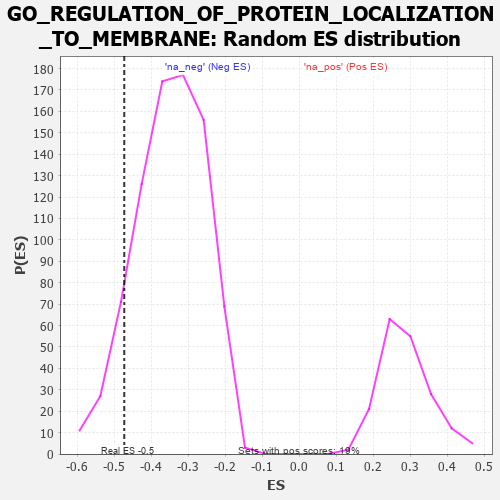 GO_REGULATION_OF_PROTEIN_LOCALIZATION
_TO_MEMBRANE: Random ES distribution
'na_neg' (Neg ES)
'na_pos' (Pos ES)
180
170
160
150
140
130
120
110
100
90
80
70
60
50
40
30
20
10
0
P(ES)
Real ES -0.5
Sets with pos scores: 19%
-0.6 -0.5 -0.4 -0.3 -0.2 -0.1 0.0 0.1 0.2 0.3 0.4 0.5
ES